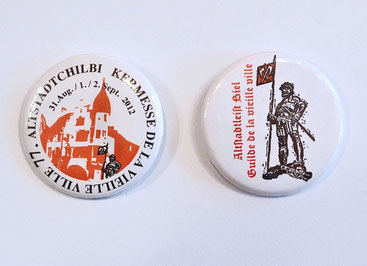 77. ALTSTADTCHILBI KERMESSE DE LA VIEILLE VILLE
31. Aug. / 1. / 2. Sept. 2012
Altstadtleist Biel
Guilde de la vieille ville